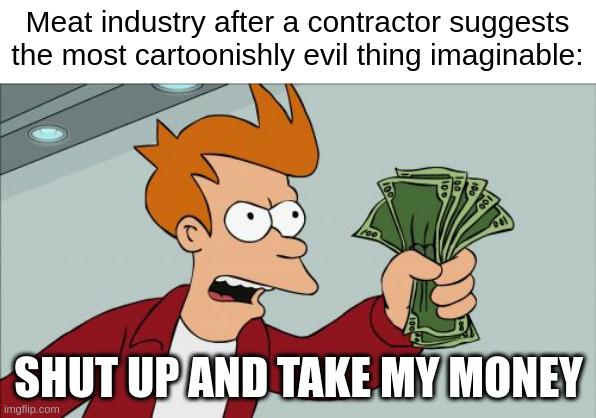 Meat industry after a contractor suggests
the most cartoonishly evil thing imaginable:
SHUT UP AND TAKE MY MONEY
imgflip.com